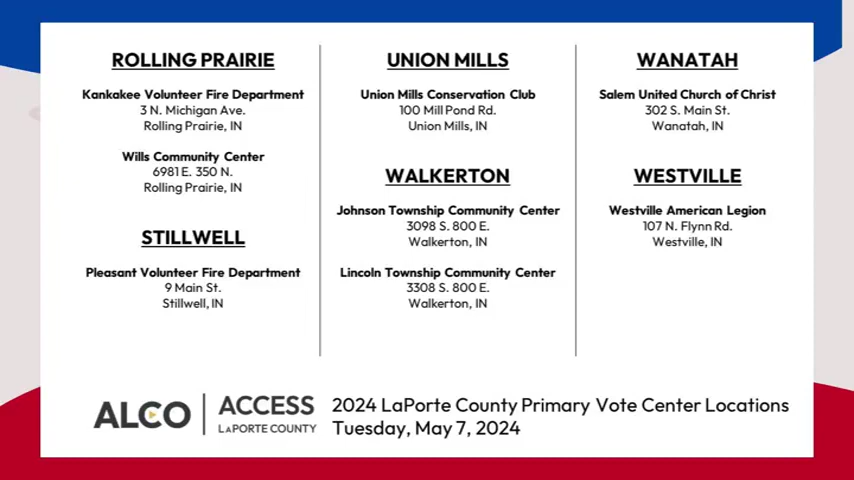 ROLLING PRAIRIE
Kankakee Volunteer Fire Department
3 N. Michigan Ave.
Rolling Prairie, IN
Wills Community Center
6981 E. 350 N.
Rolling Prairie, IN
STILLWELL
Pleasant Volunteer Fire Department
9 Main St.
Stillwell, IN
UNION MILLS
Union Mills Conservation Club
100 Mill Pond Rd.
Union Mills, IN
WALKERTON
Johnson Township Community Center
3098 S. 800 E.
Walkerton, IN
Lincoln Township Community Center
3308 S. 800 E.
Walkerton, IN
WANATAH
Salem United Church of Christ
302 S. Main St.
Wanatah, IN
WESTVILLE
Westville American Legion
107 N. Flynn Rd.
Westville, IN
ALCO
ACCESS
LAPORTE COUNTY
2024 LaPorte County Primary Vote Center Locations
Tuesday, May 7, 2024